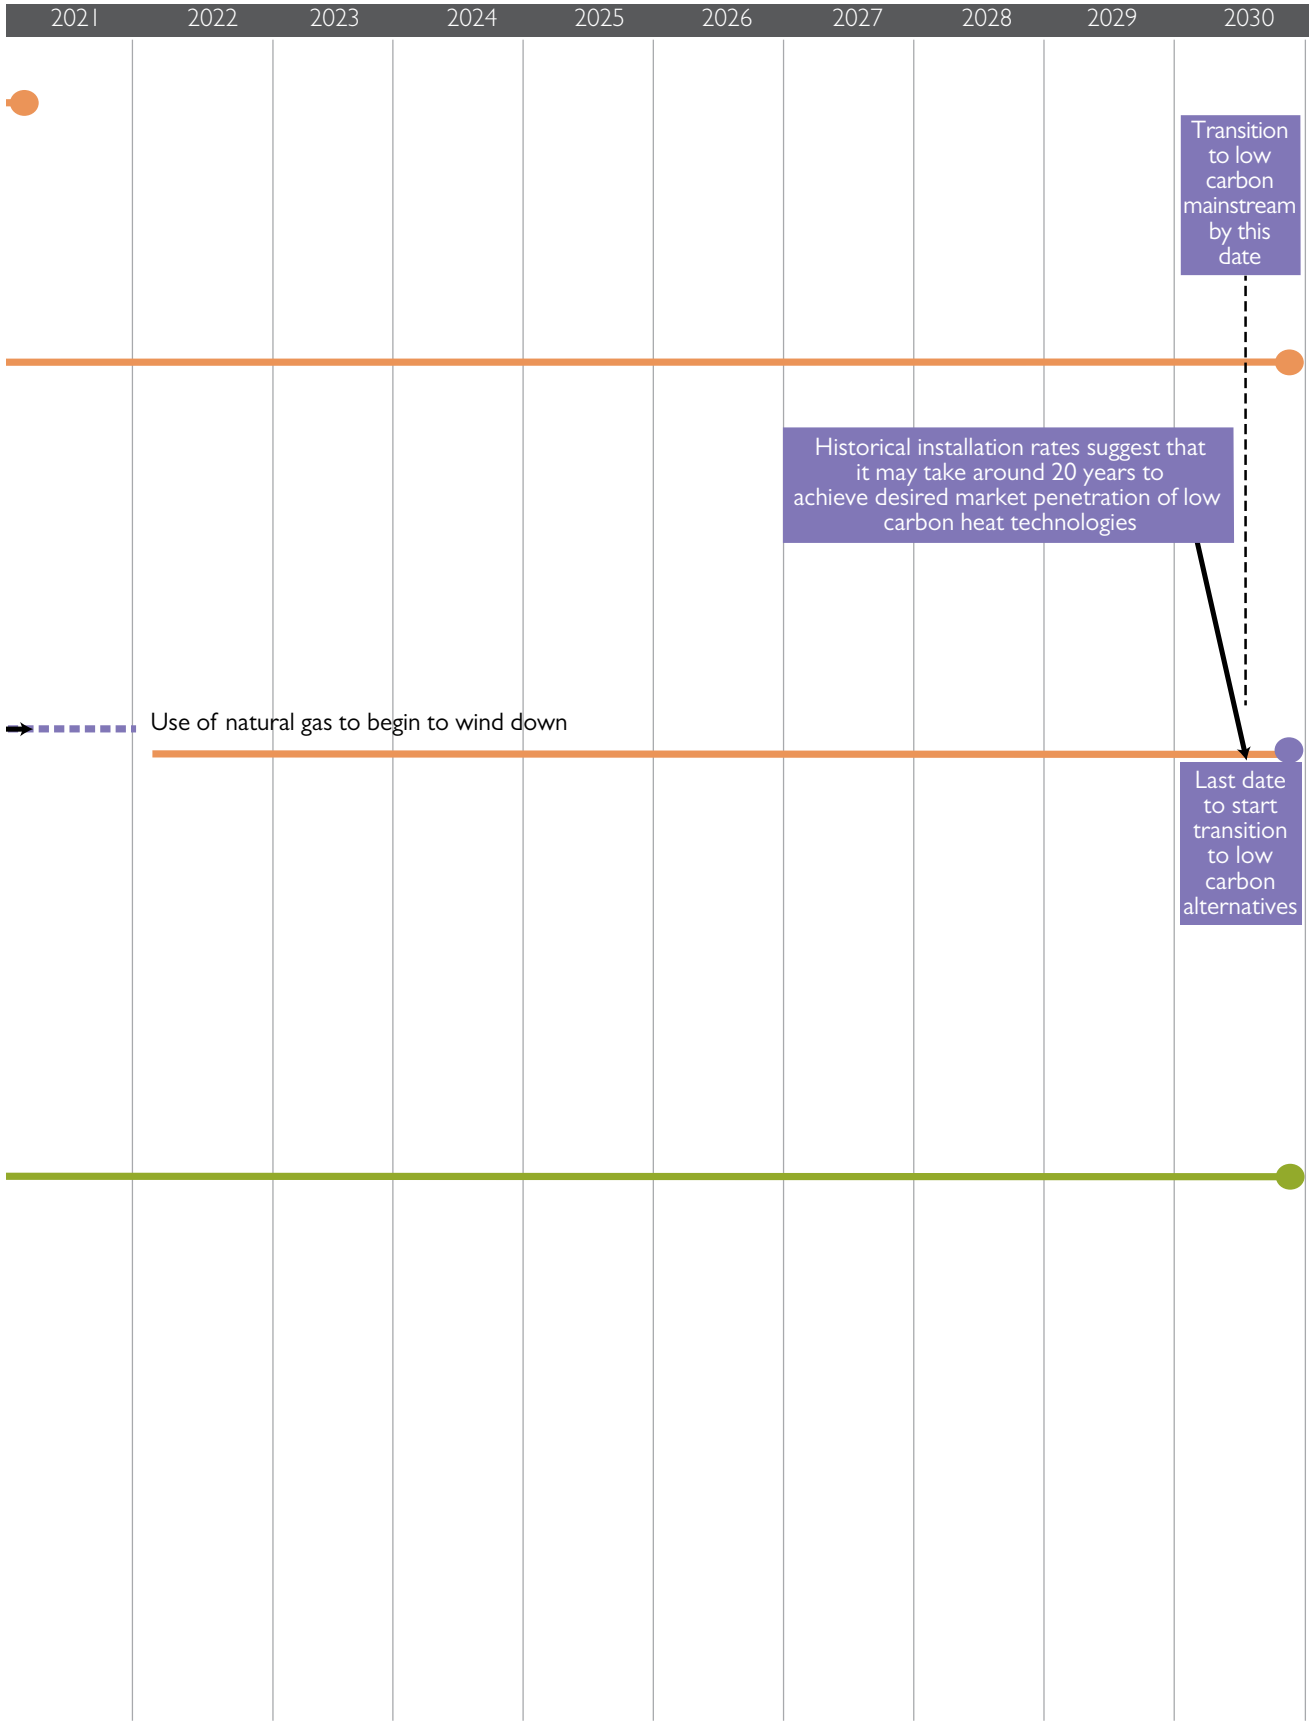 2021 2022 2023 2024 2025 2026 2027 2028 2029 2030
Transition
to low
carbon
mainstream
by this
date
Historical installation rates suggest that
it may take around 20 years to
achieve desired market penetration of low
carbon heat technologies
Use of natural gas to begin to wind down
Last date
to start
transition
to low
carbon
alternatives